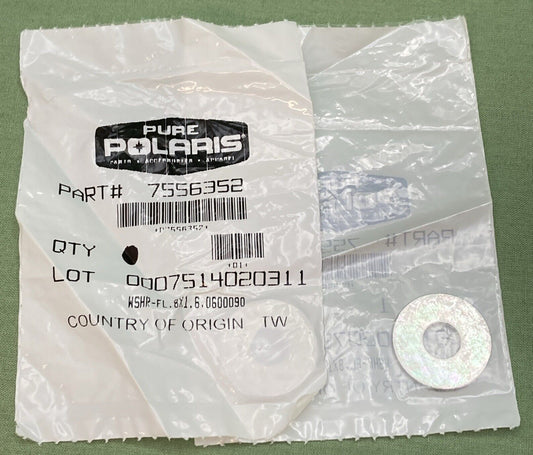 PURE
POLARIS
PARTS • ACCESSORIES • APPAREL
PART# 7556352
QTY
+01+
LOT 0007514020311
WSHR-FL.8X1.6.0600090
COUNTRY OF ORIGIN TW